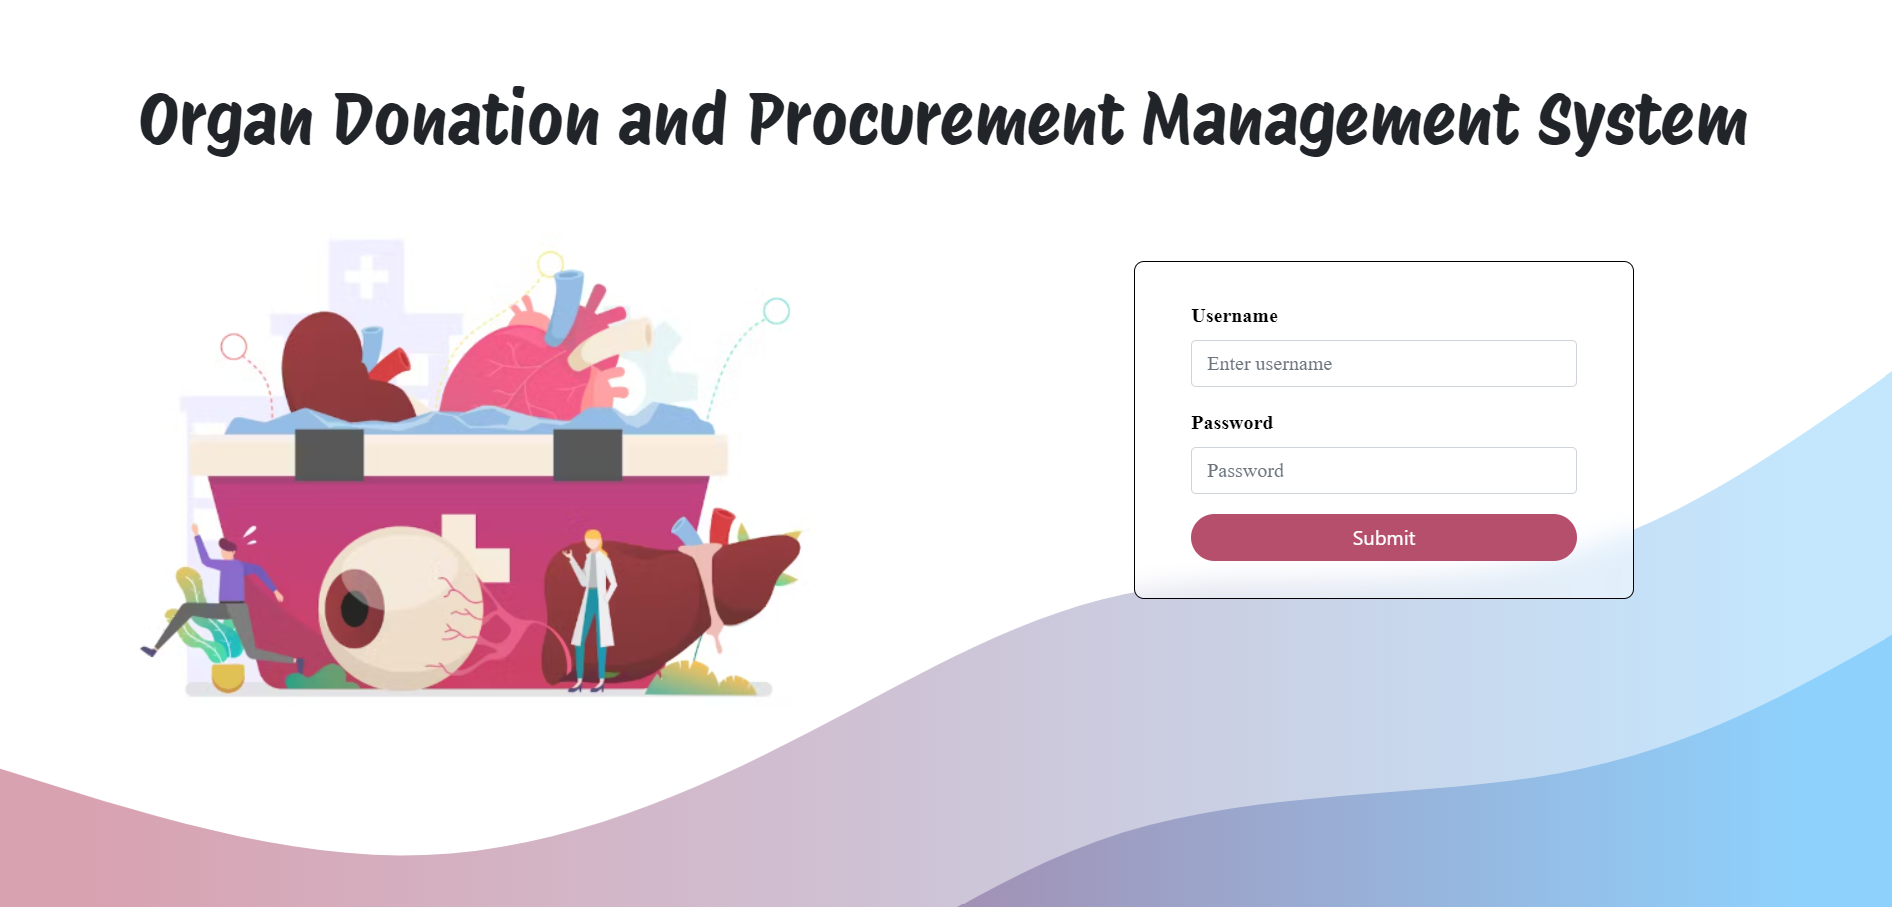 Organ Donation and Procurement Management System
Username
Enter username
Password
Password
Submit